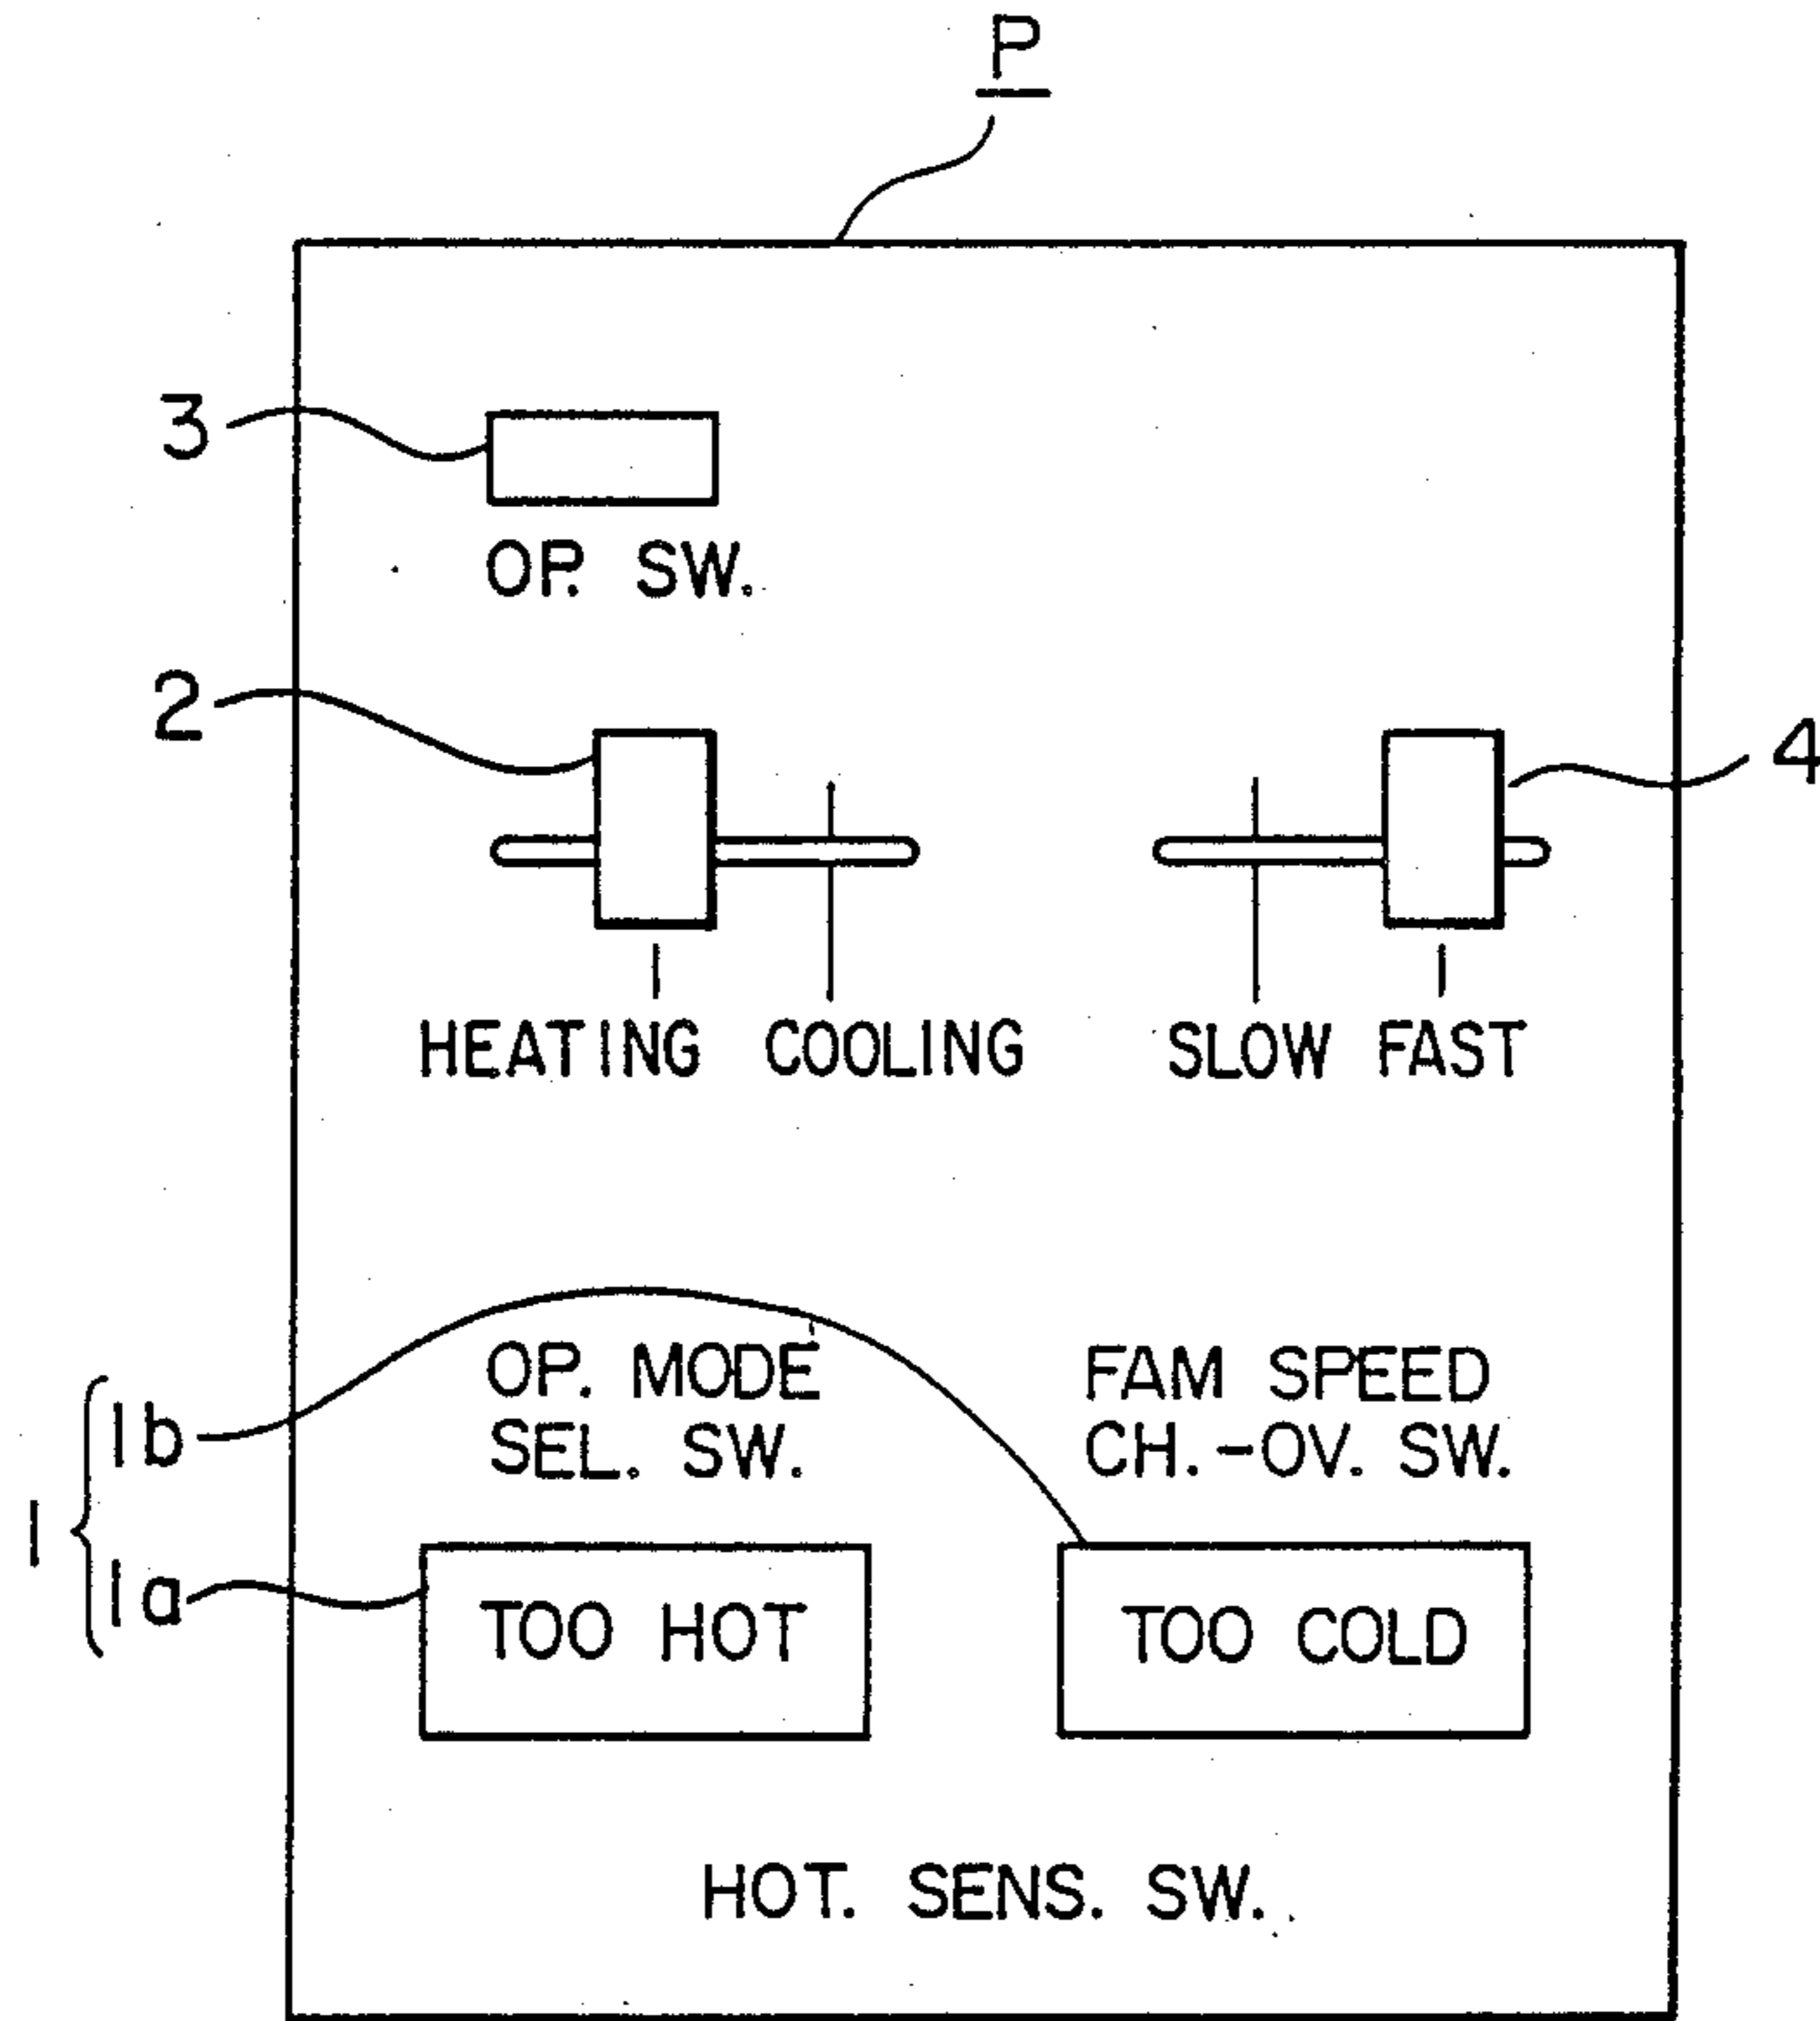 P
3
OP. SW.
2
4
HEATING COOLING SLOW FAST
OP. MODE FAM SPEED
SEL. SW. CH.-OV. SW.
1b
1
1a
TOO HOT TOO COLD
HOT. SENS. SW.